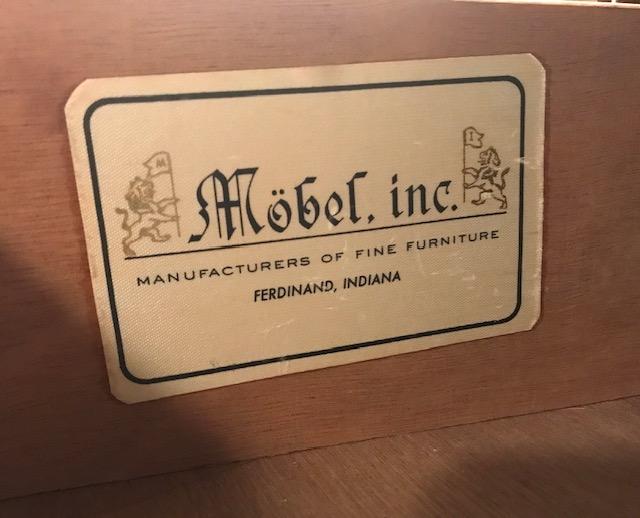 M
I
Möbel, inc.
MANUFACTURERS OF FINE FURNITURE
FERDINAND, INDIANA